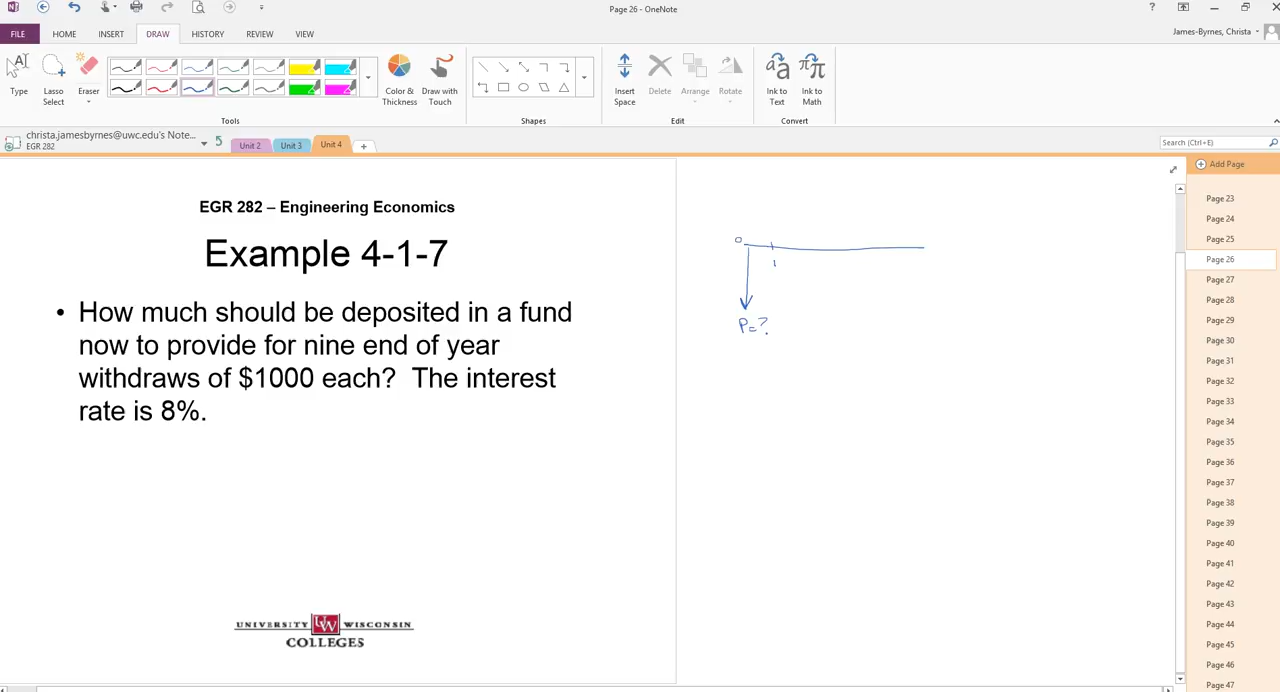 Page 26 - OneNote
?
FILE
HOME
INSERT
DRAW
HISTORY
REVIEW
VIEW
James-Byrnes, Christa
Type
Lasso Select
Eraser
Color & Thickness
Draw with Touch
Insert Space
Delete
Arrange
Rotate
Ink to Text
Ink to Math
Tools
Shapes
Edit
Convert
christa.jamesbyrnes@uwc.edu's Note...
EGR 282
Unit 2
Unit 3
Unit 4
Search (Ctrl+E)
Add Page
EGR 282 – Engineering Economics
Example 4-1-7
• How much should be deposited in a fund
now to provide for nine end of year
withdraws of $1000 each? The interest
rate is 8%.
UNIVERSITY UW WISCONSIN
COLLEGES
0
1
P=?
Page 23
Page 24
Page 25
Page 26
Page 27
Page 28
Page 29
Page 30
Page 31
Page 32
Page 33
Page 34
Page 35
Page 36
Page 37
Page 38
Page 39
Page 40
Page 41
Page 42
Page 43
Page 44
Page 45
Page 46
Page 47